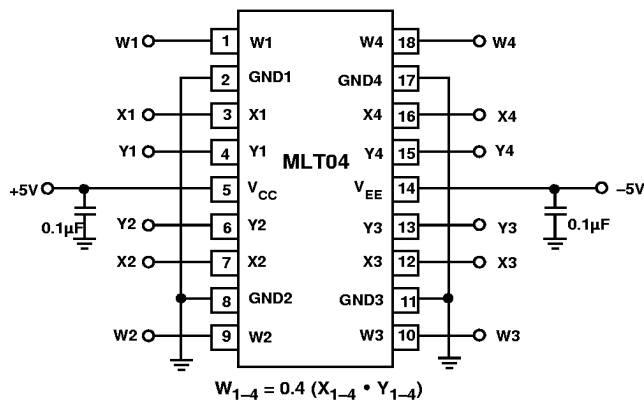 W1 1 W1 W4 18 W4
2 GND1 GND4 17
X1 3 X1 X4 16 X4
Y1 4 Y1 Y4 15 Y4
MLT04
+5V 5 VCC VEE 14 –5V
0.1µF 0.1µF
Y2 6 Y2 Y3 13 Y3
X2 7 X2 X3 12 X3
8 GND2 GND3 11
W2 9 W2 W3 10 W3
W1–4 = 0.4 (X1–4 • Y1–4)